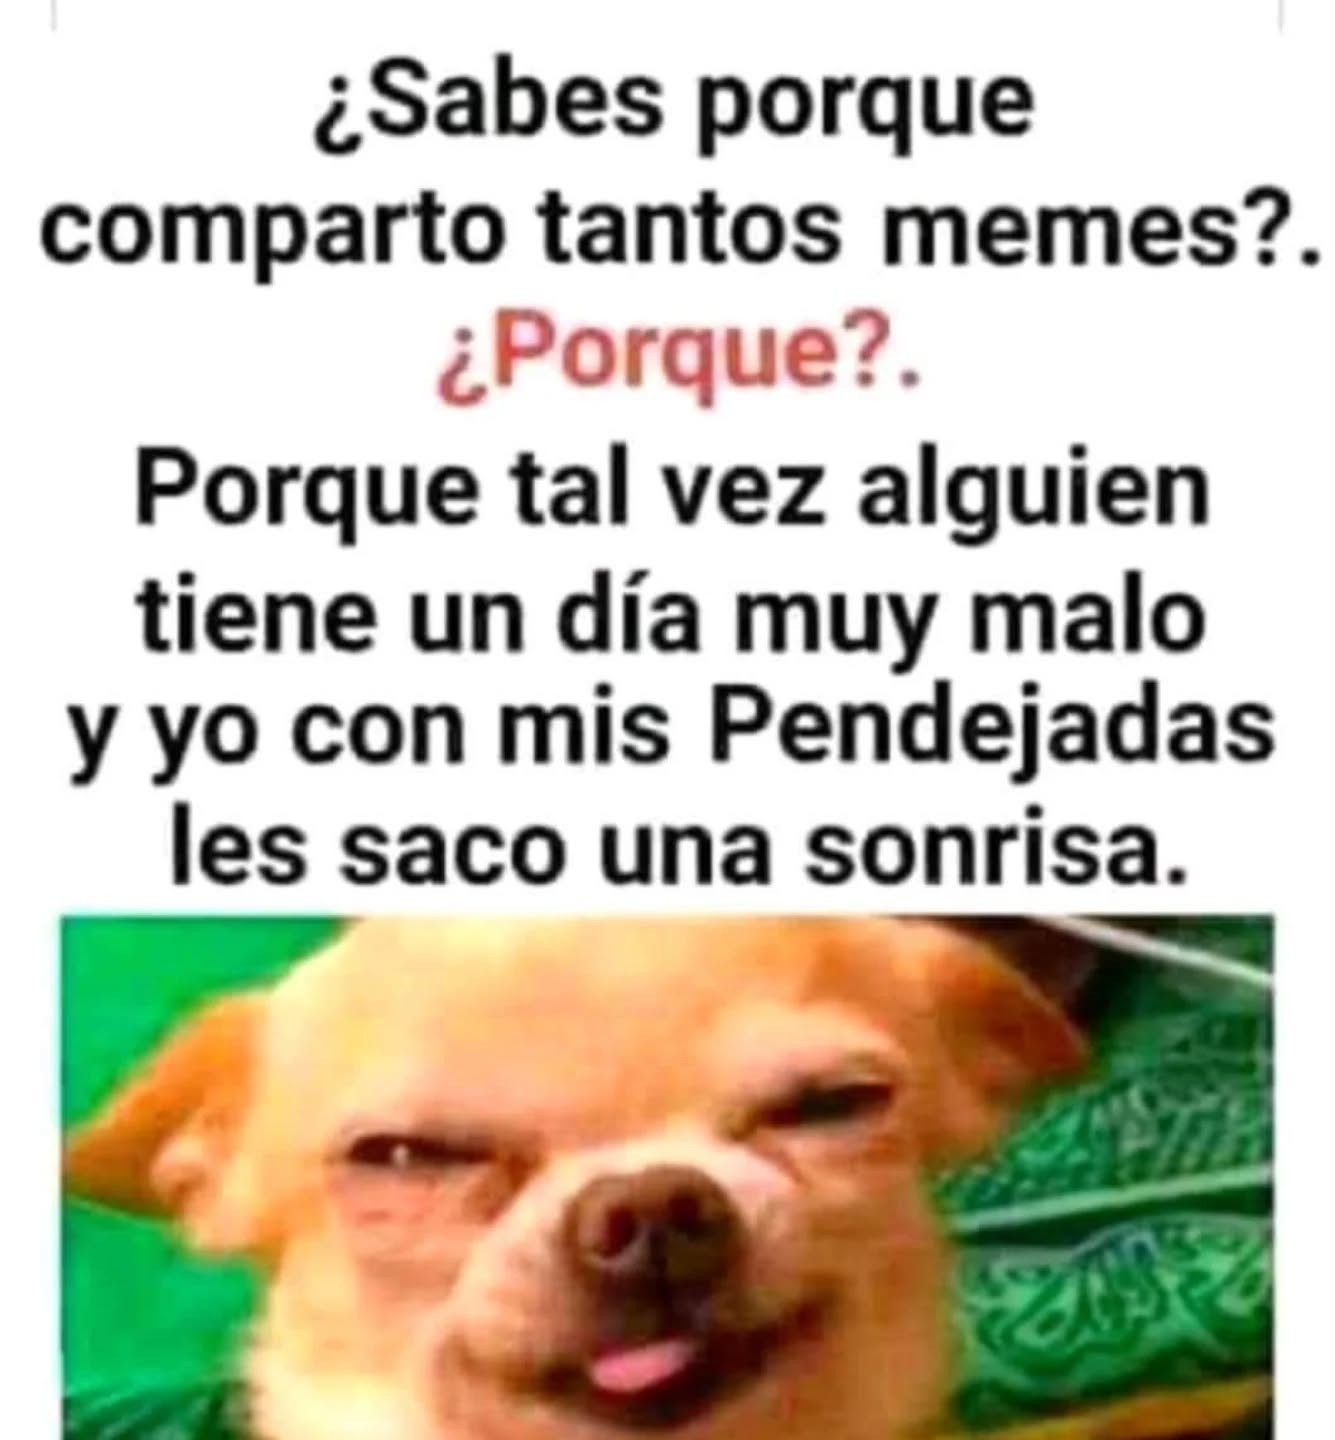 ¿Sabes porque
comparto tantos memes?.
¿Porque?.
Porque tal vez alguien
tiene un día muy malo
y yo con mis Pendejadas
les saco una sonrisa.